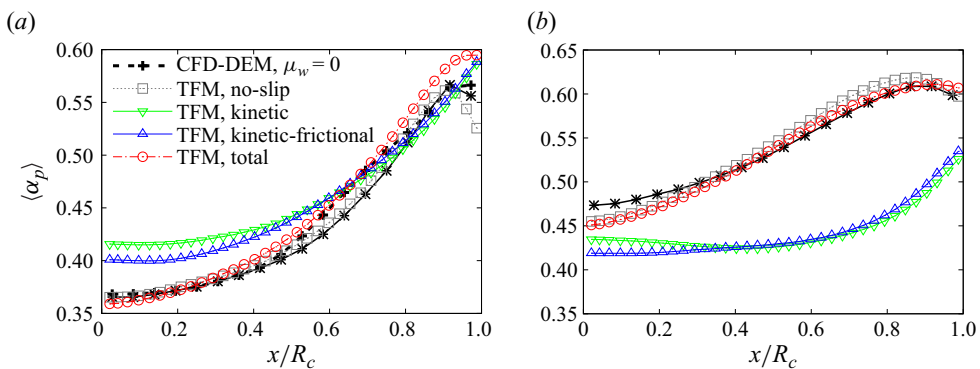 (a)
(b)
0.60
0.55
0.50
0.45
0.40
0.35
⟨α_p⟩
CFD-DEM, μ_w = 0
TFM, no-slip
TFM, kinetic
TFM, kinetic-frictional
TFM, total
0 0.2 0.4 0.6 0.8 1.0
x/R_c
0.65
0.60
0.55
0.50
0.45
0.40
0.35
0 0.2 0.4 0.6 0.8 1.0
x/R_c